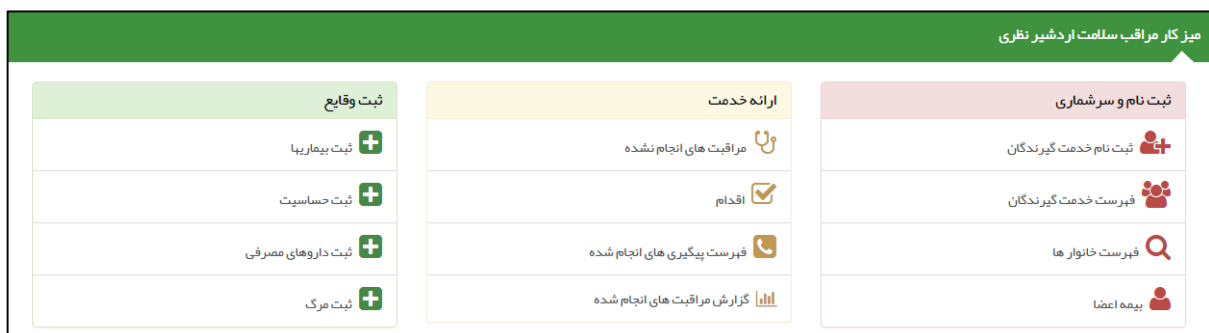 میز کار مراقب سلامت اردشیر نظری
ثبت نام و سرشماری
ثبت نام خدمت گیرندگان
فهرست خدمت گیرندگان
فهرست خانوار ها
بیمه اعضا
ارائه خدمت
مراقبت های انجام نشده
اقدام
فهرست پیگیری های انجام شده
گزارش مراقبت های انجام شده
ثبت وقایع
ثبت بیماریها
ثبت حساسیت
ثبت داروهای مصرفی
ثبت مرگ